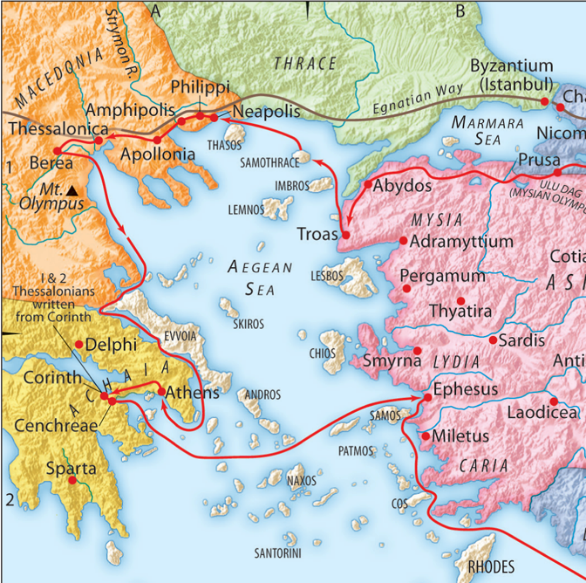 A
B
MACEDONIA
Strymon R.
THRACE
Philippi
Byzantium
(Istanbul)
Amphipolis
Neapolis
Egnatian Way
Thessalonica
MARMARA
SEA
Nicom
Berea
Apollonia
THASOS
SAMOTHRACE
Prusa
1
Mt.
Olympus
IMBROS
Abydos
ULU DAG
(MYSIAN OLYMP
LEMNOS
MYSIA
Troas
Adramyttium
AEGEAN
SEA
Cotia
1 & 2
Thessalonians
written
from Corinth
LESBOS
Pergamum
ASI
Thyatira
SKIROS
EVVOIA
Delphi
CHIOS
Sardis
Smyrna
LYDIA
Anti
Corinth
ACHAIA
Athens
ANDROS
Ephesus
Laodicea
Cenchreae
SAMOS
Miletus
PATMOS
Sparta
CARIA
NAXOS
2
COS
SANTORINI
RHODES